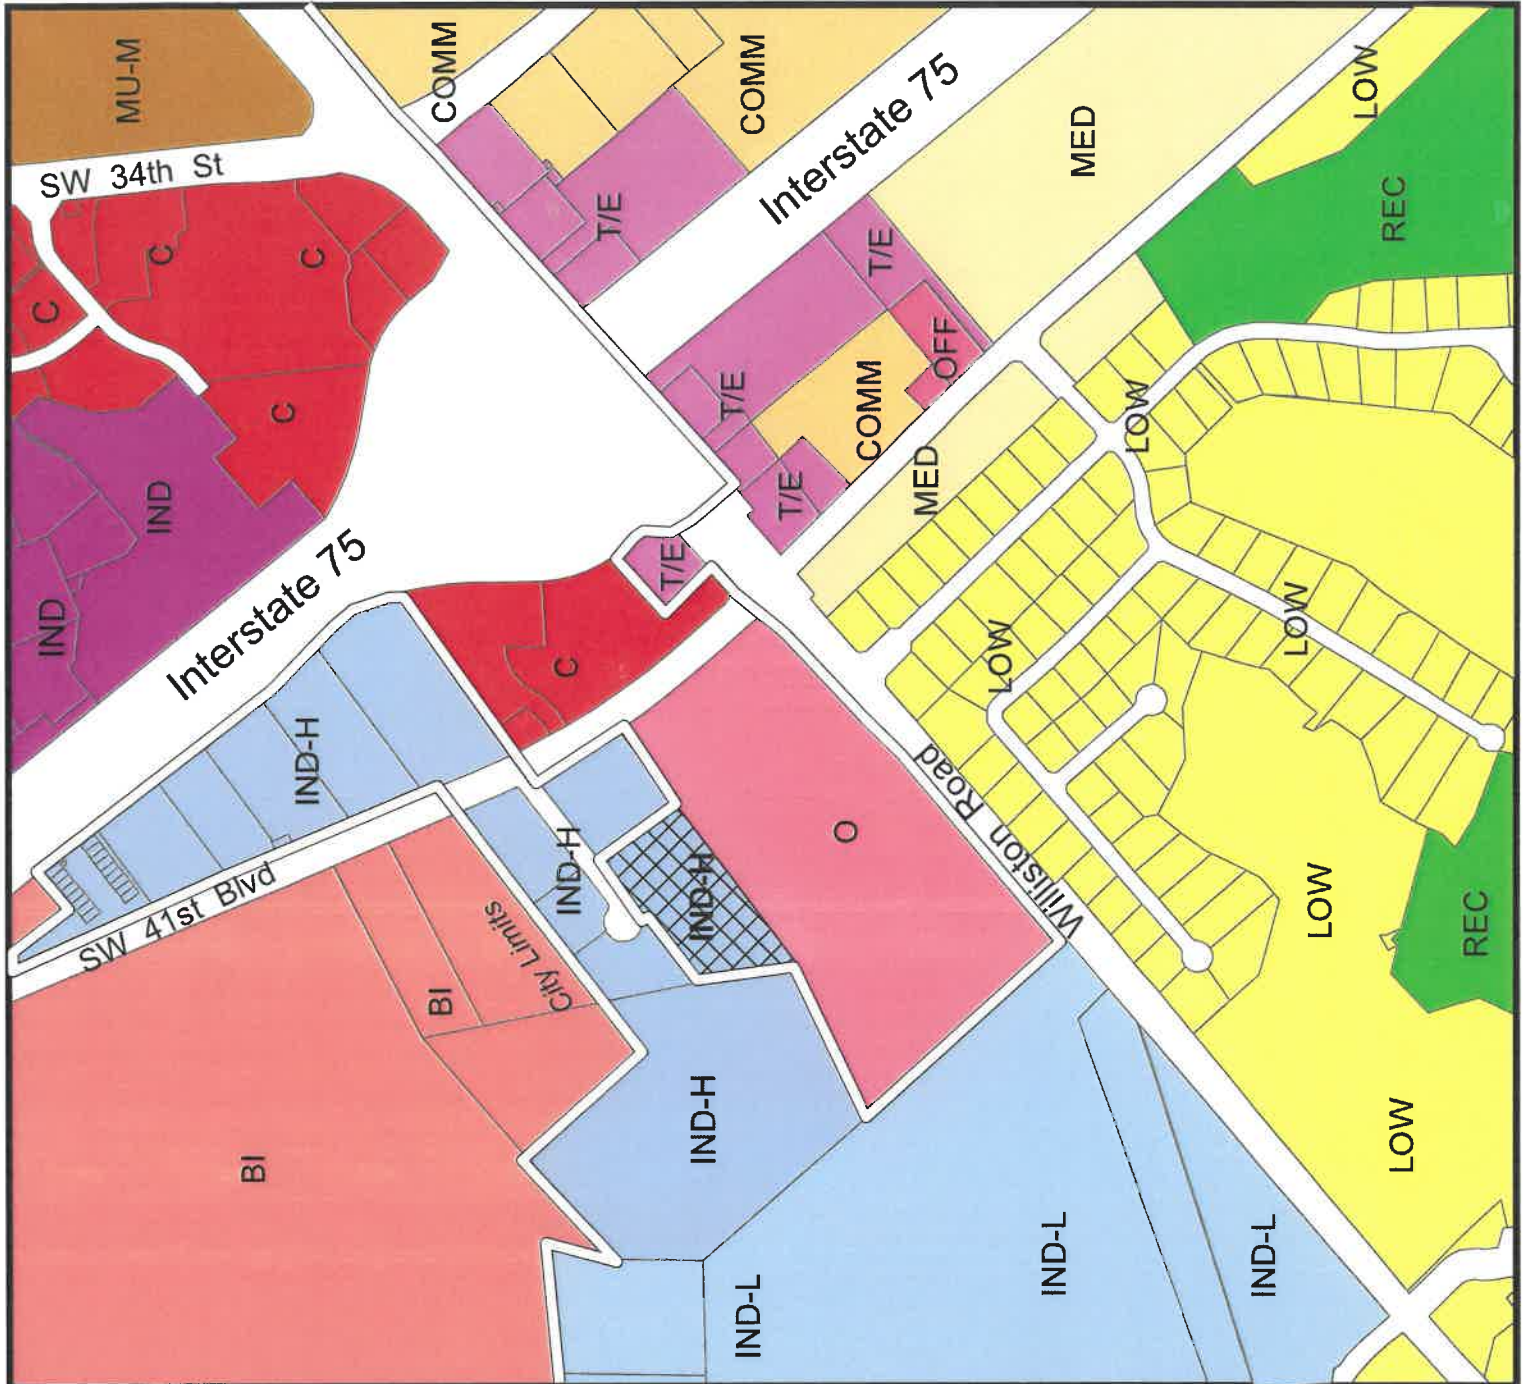 MU-M
SW 34th St
COMM
COMM
Interstate 75
T/E
C
C
C
C
IND
IND
Interstate 75
MED
LOW
REC
T/E
OFF
COMM
T/E
T/E
MED
LOW
T/E
C
IND-H
SW 41st Blvd
BI
City Limits
IND-H
IND-H
O
Williston Road
LOW
LOW
LOW
REC
BI
IND-H
IND-L
IND-L
IND-L
LOW